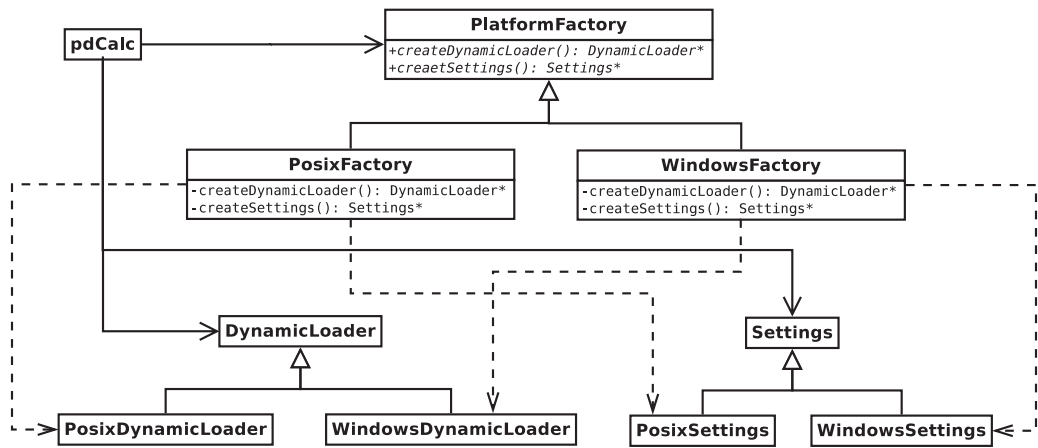 PlatformFactory
pdCalc
+createDynamicLoader(): DynamicLoader*
+creaetSettings(): Settings*
PosixFactory
-createDynamicLoader(): DynamicLoader*
-createSettings(): Settings*
WindowsFactory
-createDynamicLoader(): DynamicLoader*
-createSettings(): Settings*
DynamicLoader
Settings
PosixDynamicLoader
WindowsDynamicLoader
PosixSettings
WindowsSettings